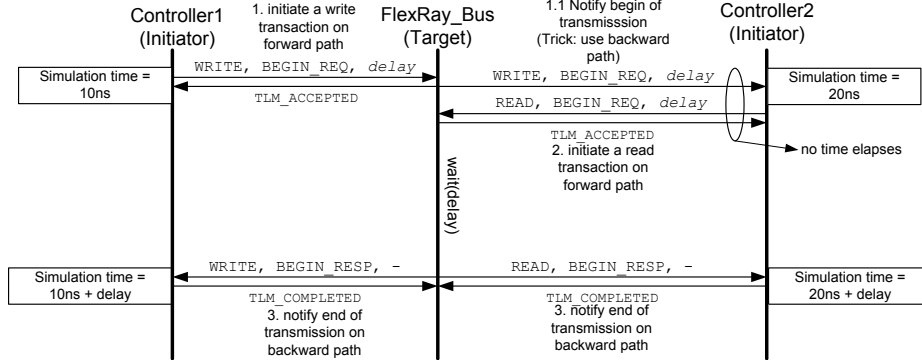 Controller1
(Initiator)
1. initiate a write
transaction on
forward path
FlexRay_Bus
(Target)
1.1 Notify begin of
transmisssion
(Trick: use backward
path)
Controller2
(Initiator)
Simulation time =
10ns
WRITE, BEGIN_REQ, delay
TLM_ACCEPTED
WRITE, BEGIN_REQ, delay
READ, BEGIN_REQ, delay
TLM_ACCEPTED
Simulation time =
20ns
no time elapses
2. initiate a read
transaction on
forward path
wait(delay)
Simulation time =
10ns + delay
WRITE, BEGIN_RESP, -
TLM_COMPLETED
3. notify end of
transmission on
backward path
READ, BEGIN_RESP, -
TLM_COMPLETED
3. notify end of
transmission on
backward path
Simulation time =
20ns + delay